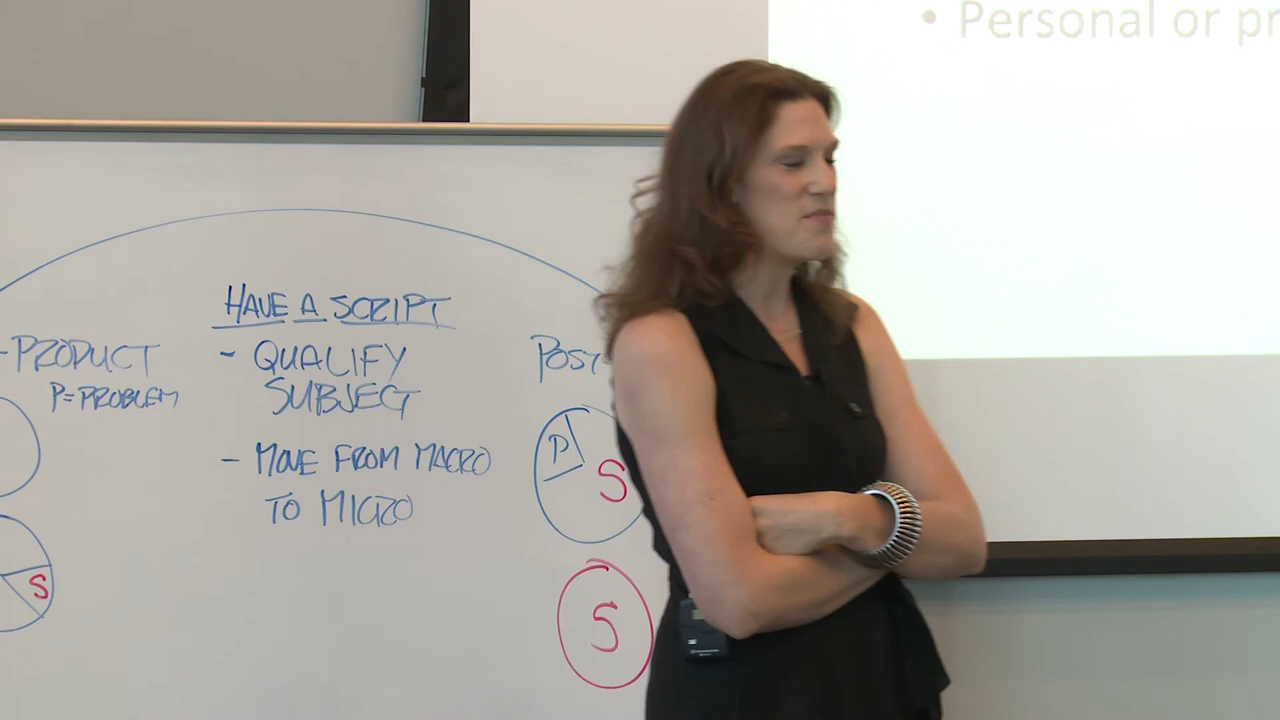 • Personal or pr
HAVE A SCRIPT
-PRODUCT
P=PROBLEM
- QUALIFY
SUBJECT
- MOVE FROM MACRO
TO MICRO
POST-
P
S
S
S